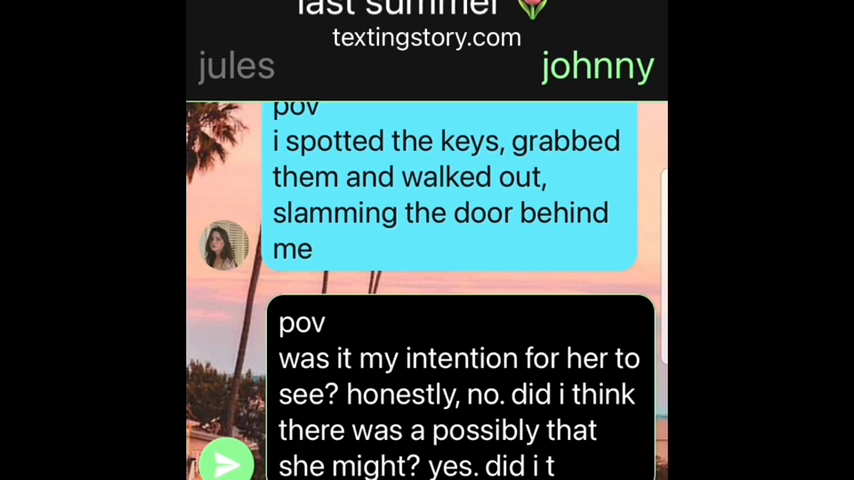 last summer 🌷
textingstory.com
jules
johnny
pov
i spotted the keys, grabbed
them and walked out,
slamming the door behind
me
pov
was it my intention for her to
see? honestly, no. did i think
there was a possibly that
she might? yes. did i t